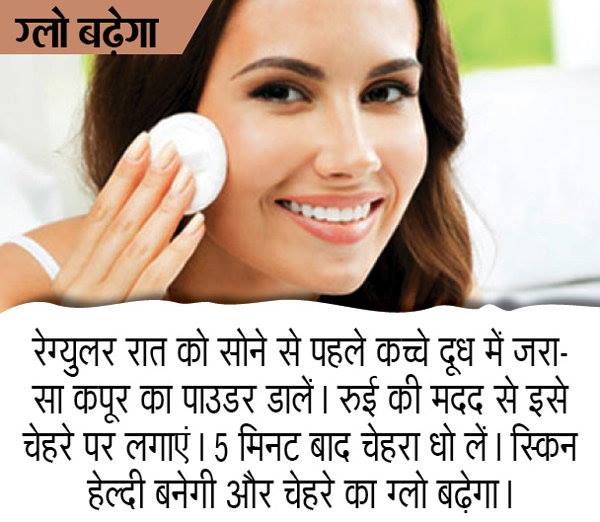 ग्लो बढ़ेगा
रेग्युलर रात को सोने से पहले कच्चे दूध में जरा-
सा कपूर का पाउडर डालें। रुई की मदद से इसे
चेहरे पर लगाएं। 5 मिनट बाद चेहरा धो लें। स्किन
हेल्दी बनेगी और चेहरे का ग्लो बढ़ेगा।